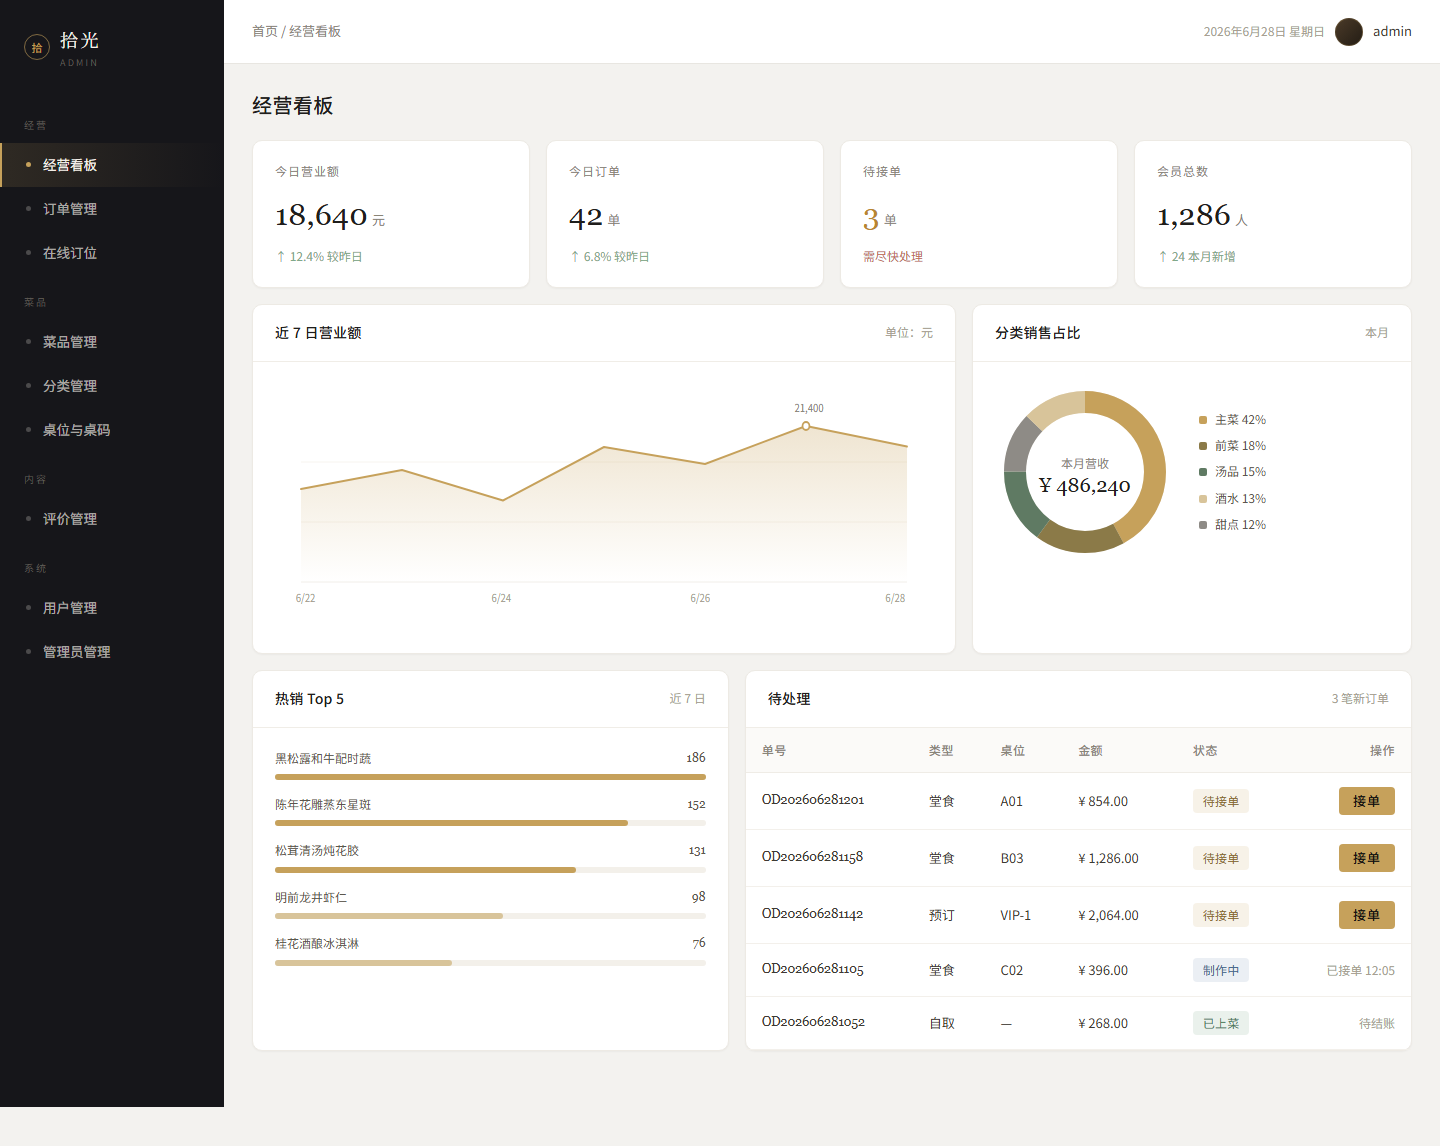 拾
拾光
ADMIN
经营
经营看板
订单管理
在线订位
菜品
菜品管理
分类管理
桌位与桌码
内容
评价管理
系统
用户管理
管理员管理
首页 / 经营看板
2026年6月28日 星期日
admin
经营看板
今日营业额
18,640 元
↑ 12.4% 较昨日
今日订单
42 单
↑ 6.8% 较昨日
待接单
3 单
需尽快处理
会员总数
1,286 人
↑ 24 本月新增
近 7 日营业额
单位：元
21,400
6/22
6/24
6/26
6/28
分类销售占比
本月
本月营收
¥ 486,240
主菜 42%
前菜 18%
汤品 15%
酒水 13%
甜点 12%
热销 Top 5
近 7 日
黑松露和牛配时蔬 186
陈年花雕蒸东星斑 152
松茸清汤炖花胶 131
明前龙井虾仁 98
桂花酒酿冰淇淋 76
待处理
3 笔新订单
单号 类型 桌位 金额 状态 操作
OD202606281201 堂食 A01 ¥ 854.00 待接单 接单
OD202606281158 堂食 B03 ¥ 1,286.00 待接单 接单
OD202606281142 预订 VIP-1 ¥ 2,064.00 待接单 接单
OD202606281105 堂食 C02 ¥ 396.00 制作中 已接单 12:05
OD202606281052 自取 — ¥ 268.00 已上菜 待结账